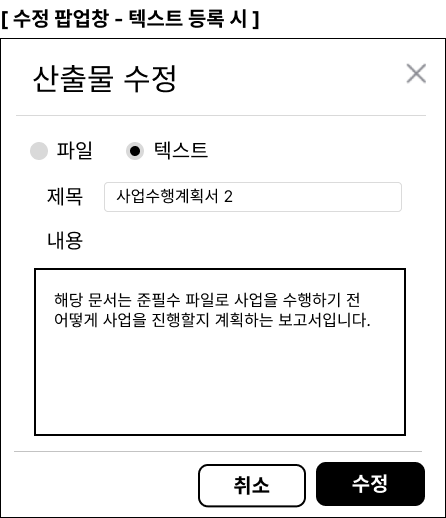 [ 수정 팝업창 - 텍스트 등록 시 ]
산출물 수정
파일 텍스트
제목 사업수행계획서 2
내용
해당 문서는 준필수 파일로 사업을 수행하기 전
어떻게 사업을 진행할지 계획하는 보고서입니다.
취소 수정